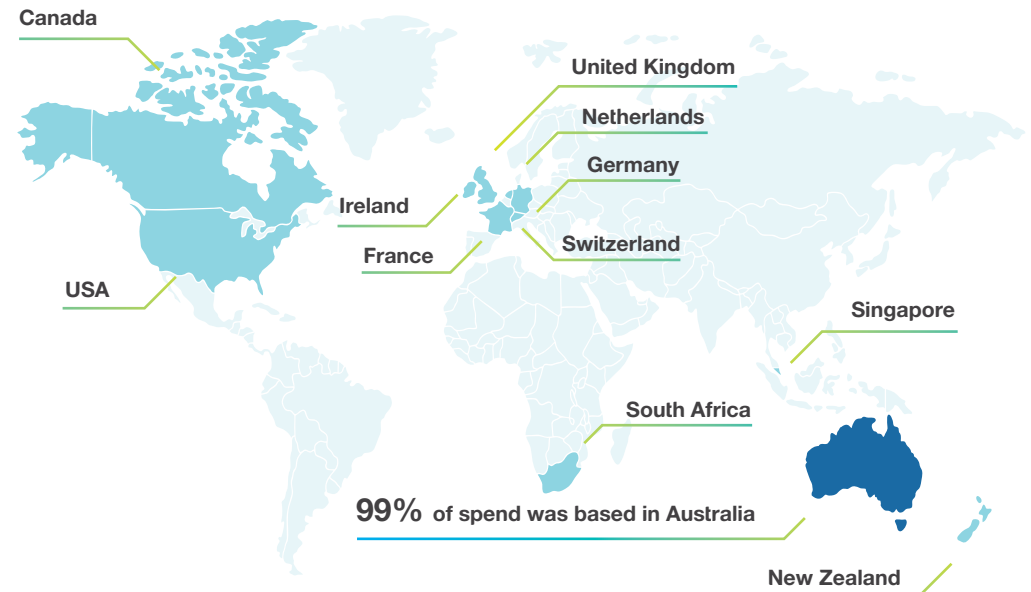 Canada
United Kingdom
Netherlands
Germany
Ireland
Switzerland
France
USA
Singapore
South Africa
99% of spend was based in Australia
New Zealand